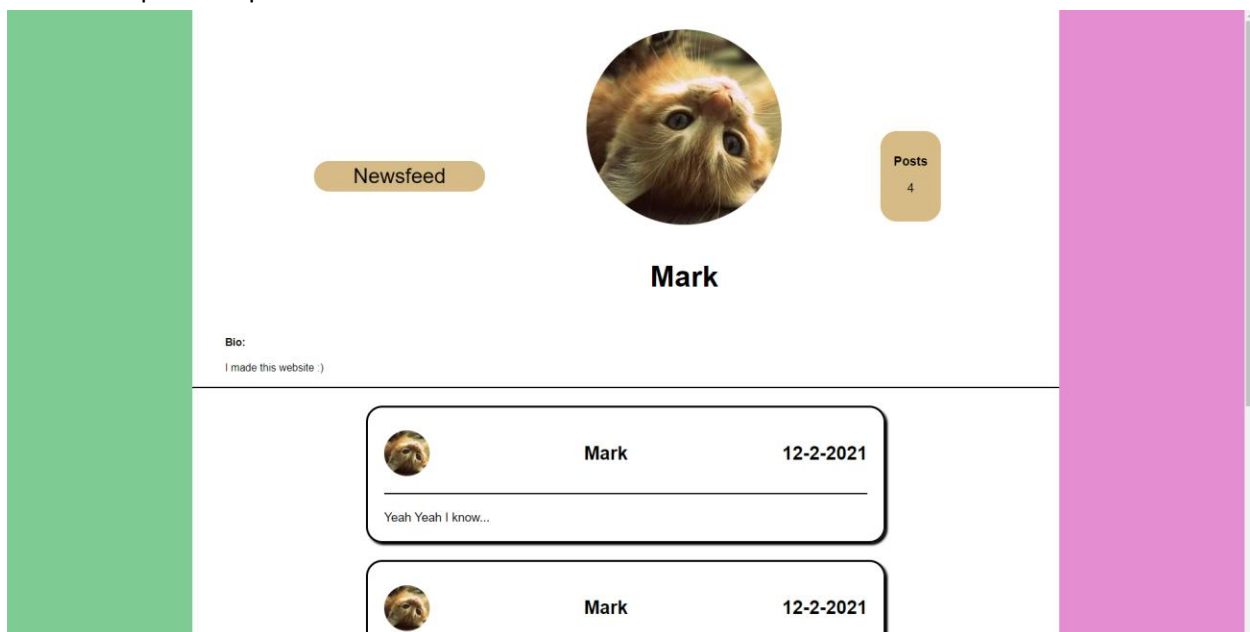 Newsfeed
Posts
4
Mark
Bio:
I made this website :)
Mark
12-2-2021
Yeah Yeah I know...
Mark
12-2-2021